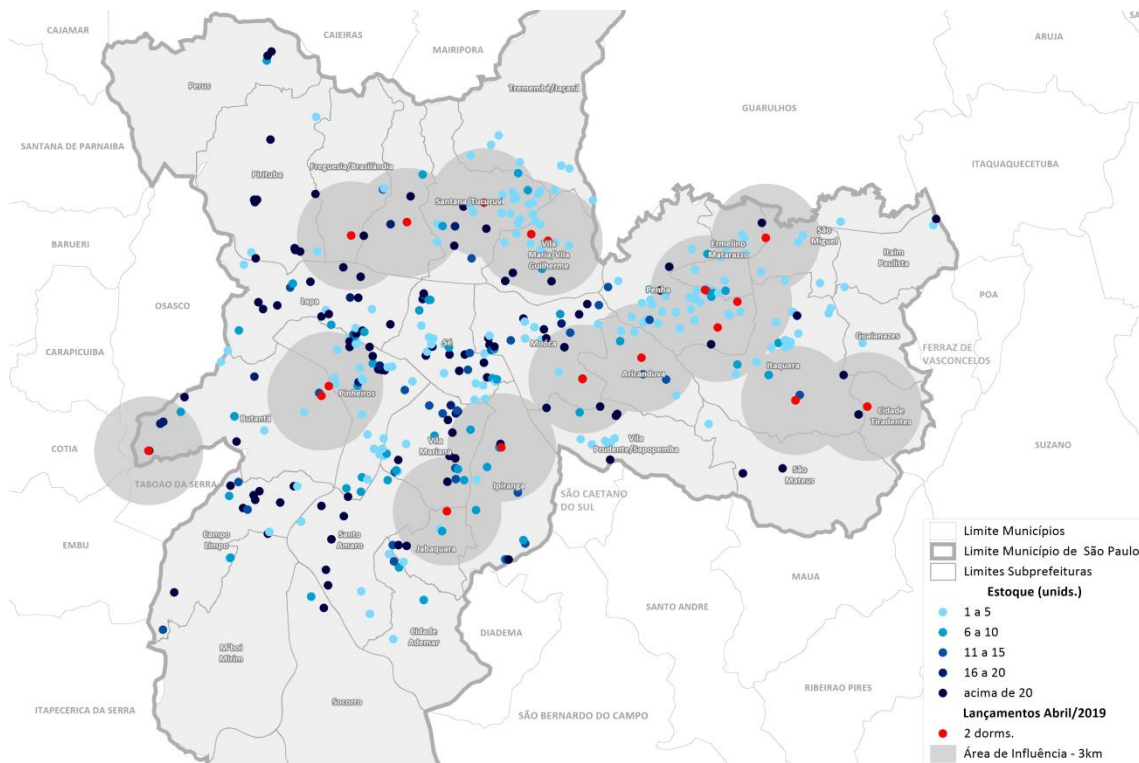 CAJAMAR
CAIEIRAS
MAIRIPORA
ARUJA
SA
Perus
Tremembé/Jaçanã
GUARULHOS
SANTANA DE PARNAIBA
ITAQUAQUECETUBA
Pirituba
Freguesia/Brasilândia
Santana/Tucuruvi
BARUERI
Vila
Maria/Vila
Guilherme
Ermelino
Matarazzo
São
Miguel
Itaim
Paulista
OSASCO
Lapa
Penha
POA
CARAPICUIBA
Sé
Mooca
Guaianazes
FERRAZ DE
VASCONCELOS
Pinheiros
Aricanduva
Itaquera
Butantã
Cidade
Tiradentes
COTIA
Vila
Mariana
Vila
Prudente/Sapopemba
SUZANO
TABOAO DA SERRA
Ipiranga
SÃO CAETANO
DO SUL
São
Mateus
Campo
Limpo
Santo
Amaro
Jabaquara
EMBU
MAUA
SANTO ANDRE
Cidade
Ademar
DIADEMA
M'boi
Mirim
RIBEIRAO PIRES
Socorro
ITAPECERICA DA SERRA
SÃO BERNARDO DO CAMPO
Limite Municípios
Limite Município de São Paulo
Limites Subprefeituras
Estoque (unids.)
1 a 5
6 a 10
11 a 15
16 a 20
acima de 20
Lançamentos Abril/2019
2 dorms.
Área de Influência - 3km